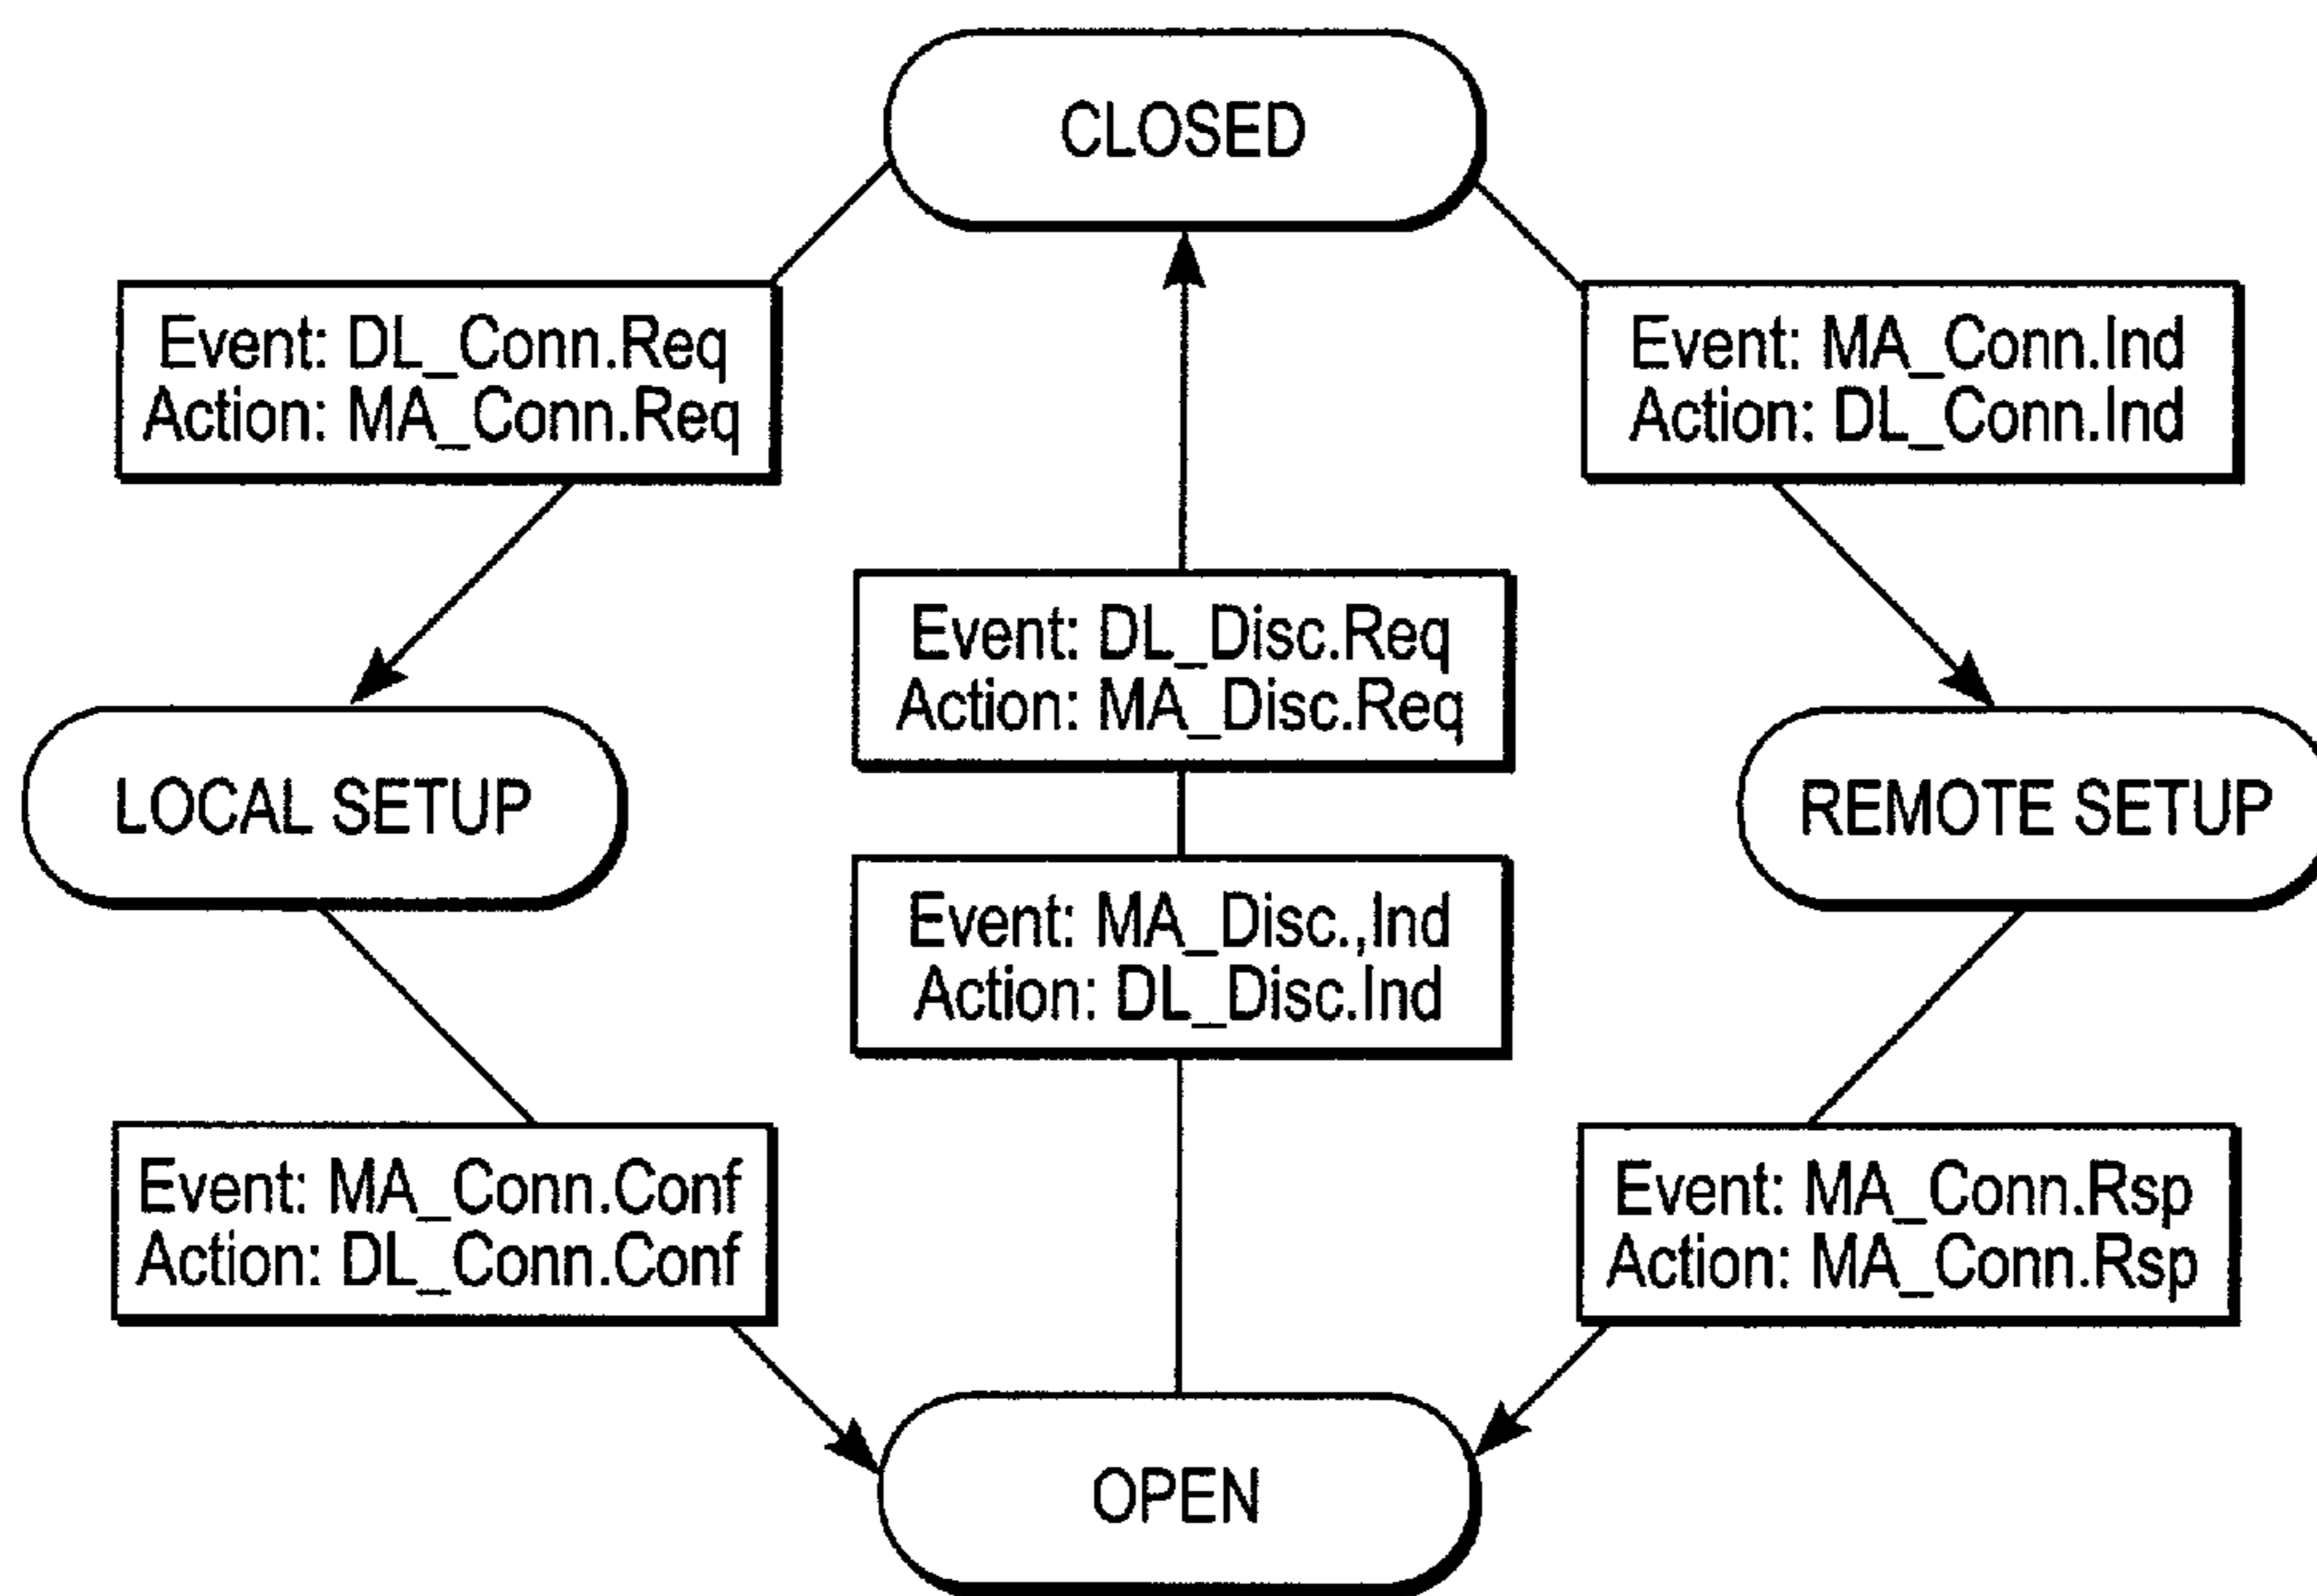 CLOSED
Event: DL_Conn.Req
Action: MA_Conn.Req
Event: MA_Conn.Ind
Action: DL_Conn.Ind
Event: DL_Disc.Req
Action: MA_Disc.Req
LOCAL SETUP
REMOTE SETUP
Event: MA_Disc.,Ind
Action: DL_Disc.Ind
Event: MA_Conn.Conf
Action: DL_Conn.Conf
Event: MA_Conn.Rsp
Action: MA_Conn.Rsp
OPEN